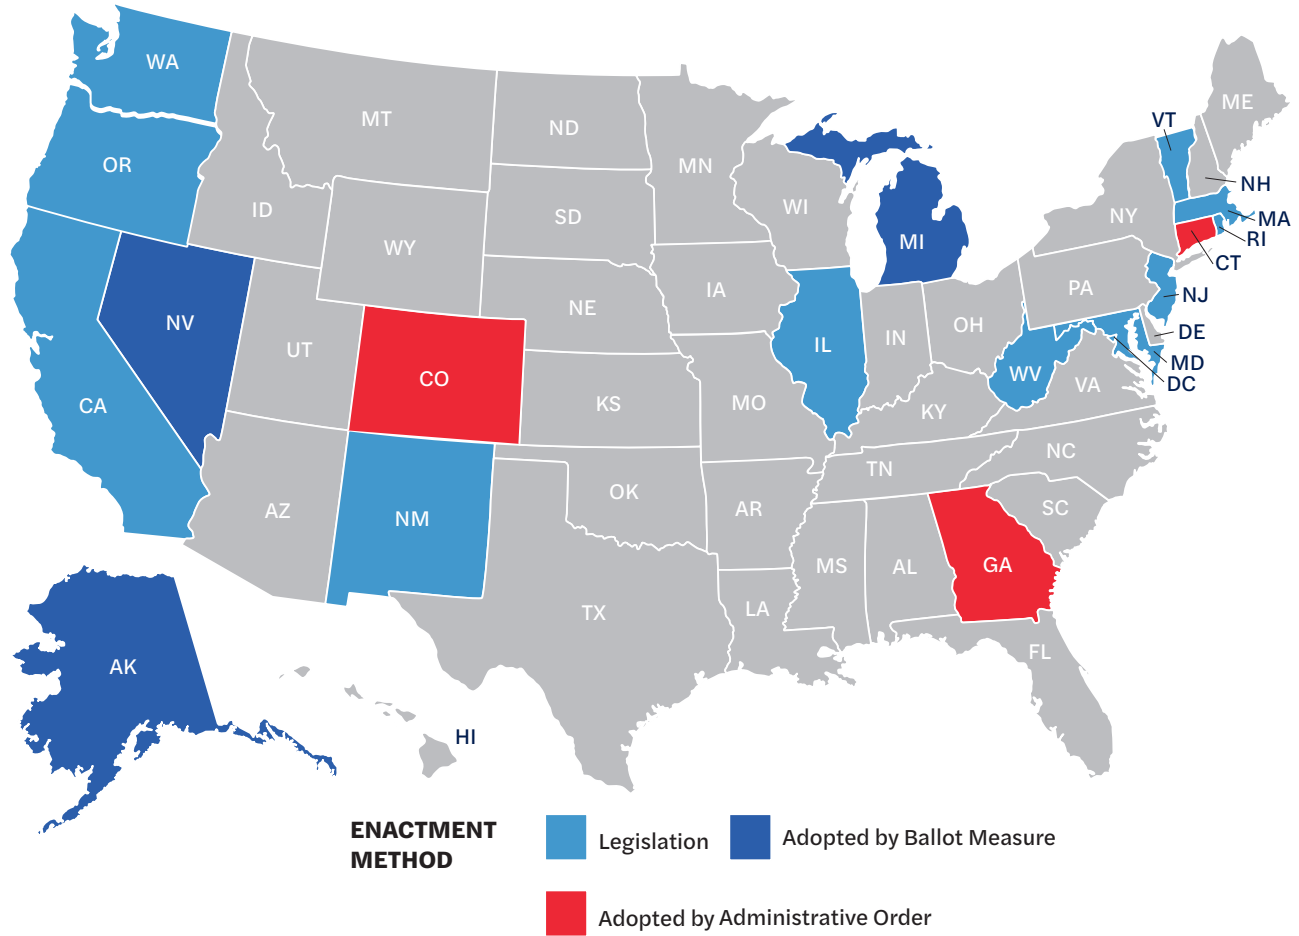 WA
MT
ND
OR
ID
WY
SD
MN
WI
MI
NY
VT
ME
NH
MA
RI
CT
NV
UT
CO
NE
IA
IL
IN
OH
PA
NJ
DE
MD
DC
CA
KS
MO
KY
WV
VA
AZ
NM
OK
AR
TN
NC
SC
TX
LA
MS
AL
GA
FL
AK
HI
ENACTMENT
METHOD
Legislation
Adopted by Ballot Measure
Adopted by Administrative Order